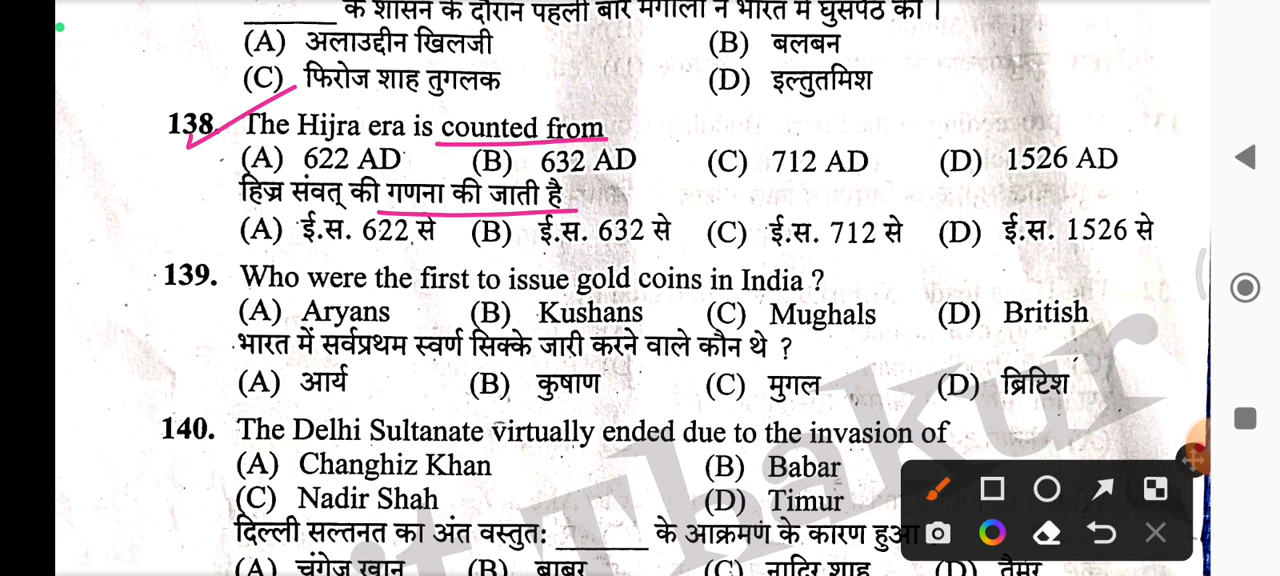 के शासन के दौरान पहली बार मंगोलों ने भारत में घुसपैठ की ।
(A) अलाउद्दीन खिलजी (B) बलबन
(C) फिरोज शाह तुगलक (D) इल्तुतमिश
138. The Hijra era is counted from
(A) 622 AD (B) 632 AD (C) 712 AD (D) 1526 AD
हिज्र संवत् की गणना की जाती है
(A) ई.स. 622 से (B) ई.स. 632 से (C) ई.स. 712 से (D) ई.स. 1526 से
139. Who were the first to issue gold coins in India ?
(A) Aryans (B) Kushans (C) Mughals (D) British
भारत में सर्वप्रथम स्वर्ण सिक्के जारी करने वाले कौन थे ?
(A) आर्य (B) कुषाण (C) मुगल (D) ब्रिटिश
140. The Delhi Sultanate virtually ended due to the invasion of
(A) Changhiz Khan (B) Babar
(C) Nadir Shah (D) Timur
दिल्ली सल्तनत का अंत वस्तुत: ______ के आक्रमण के कारण हुआ
(A) चंगेज खान (B) बाबर (C) नादिर शाह (D) तैमूर
Thakur